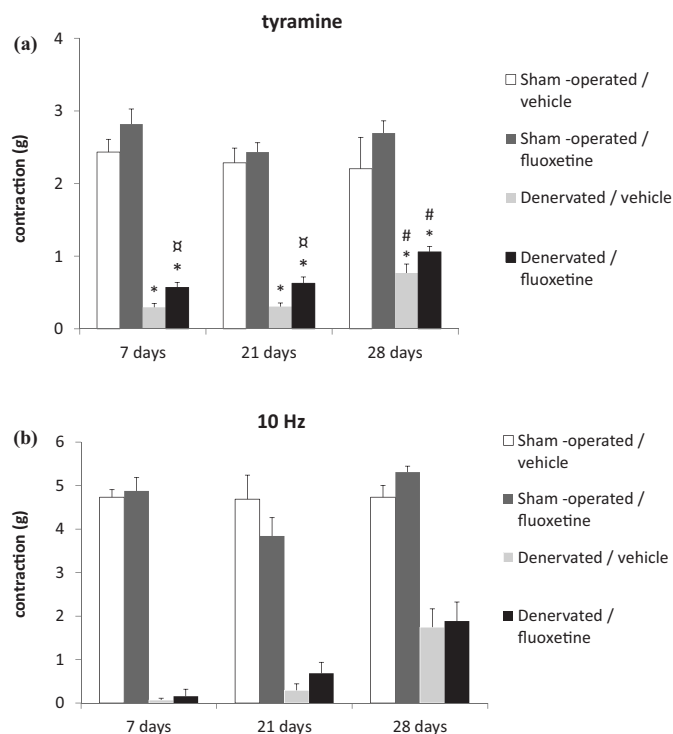 tyramine
(a)
4
3
2
1
0
contraction (g)
¤
*
¤
*
#
*
#
*
*
*
7 days
21 days
28 days
Sham -operated /
vehicle
Sham -operated /
fluoxetine
Denervated / vehicle
Denervated /
fluoxetine
10 Hz
(b)
6
5
4
3
2
1
0
contraction (g)
7 days
21 days
28 days
Sham -operated /
vehicle
Sham -operated /
fluoxetine
Denervated / vehicle
Denervated /
fluoxetine